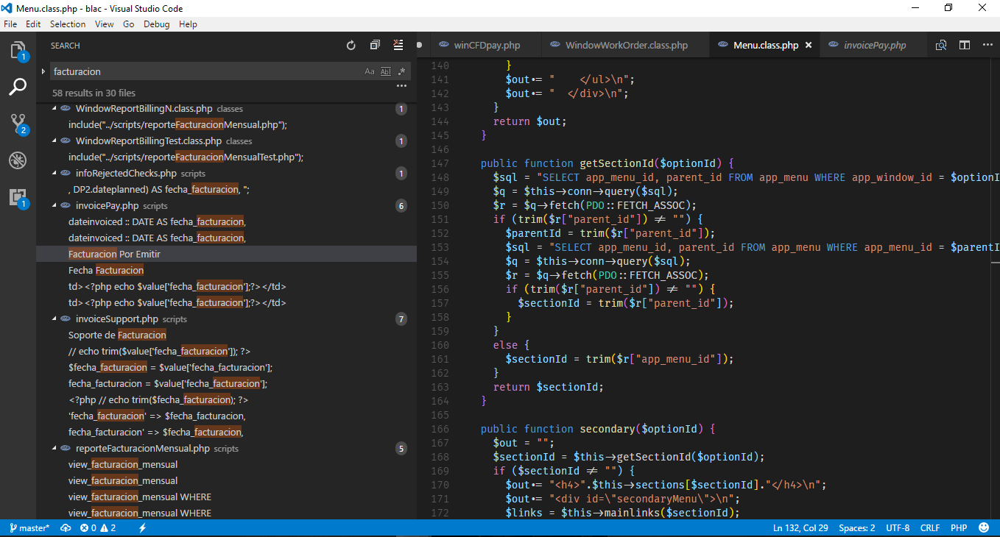 Menu.class.php - blac - Visual Studio Code
File Edit Selection View Go Debug Help
SEARCH
winCFDpay.php WindowWorkOrder.class.php Menu.class.php invoicePay.php
1
2
1
facturacion
Aa Abl .*
58 results in 30 files
WindowReportBillingN.class.php classes 1
include("../scripts/reporteFacturacionMensual.php");
WindowReportBillingTest.class.php classes 1
include("../scripts/reporteFacturacionMensualTest.php");
infoRejectedChecks.php scripts 1
, DP2.dateplanned) AS fecha_facturacion, ";
invoicePay.php scripts 6
dateinvoiced :: DATE AS fecha_facturacion,
dateinvoiced :: DATE AS fecha_facturacion,
Facturacion Por Emitir
Fecha Facturacion
td><?php echo $value['fecha_facturacion'];?></td>
td><?php echo $value['fecha_facturacion'];?></td>
invoiceSupport.php scripts 7
Soporte de Facturacion
// echo trim($value['fecha_facturacion']); ?>
$fecha_facturacion = $value['fecha_facturacion'];
fecha_facturacion = $value['fecha_facturacion'];
<?php // echo trim($fecha_facturacion); ?>
'fecha_facturacion' => $fecha_facturacion,
fecha_facturacion' => $fecha_facturacion,
reporteFacturacionMensual.php scripts 5
view_facturacion_mensual
view_facturacion_mensual
view_facturacion_mensual WHERE
view_facturacion_mensual WHERE
140 }
141 $out.= "    </ul>\n";
142 $out.= "  </div>\n";
143 }
144 return $out;
145 }
146
147 public function getSectionId($optionId) {
148 $sql = "SELECT app_menu_id, parent_id FROM app_menu WHERE app_window_id = $optionI
149 $q = $this->conn->query($sql);
150 $r = $q->fetch(PDO::FETCH_ASSOC);
151 if (trim($r["parent_id"]) != "") {
152 $parentId = trim($r["parent_id"]);
153 $sql = "SELECT app_menu_id, parent_id FROM app_menu WHERE app_menu_id = $parentI
154 $q = $this->conn->query($sql);
155 $r = $q->fetch(PDO::FETCH_ASSOC);
156 if (trim($r["parent_id"]) != "") {
157 $sectionId = trim($r["parent_id"]);
158 }
159 }
160 else {
161 $sectionId = trim($r["app_menu_id"]);
162 }
163 return $sectionId;
164 }
165
166 public function secondary($optionId) {
167 $out = "";
168 $sectionId = $this->getSectionId($optionId);
169 if ($sectionId != "") {
170 $out.= "<h4>".$this->sections[$sectionId]."</h4>\n";
171 $out.= "<div id=\"secondaryMenu\">\n";
172 $links = $this->mainlinks($sectionId);
master* 0 2 Ln 132, Col 29 Spaces: 2 UTF-8 CRLF PHP